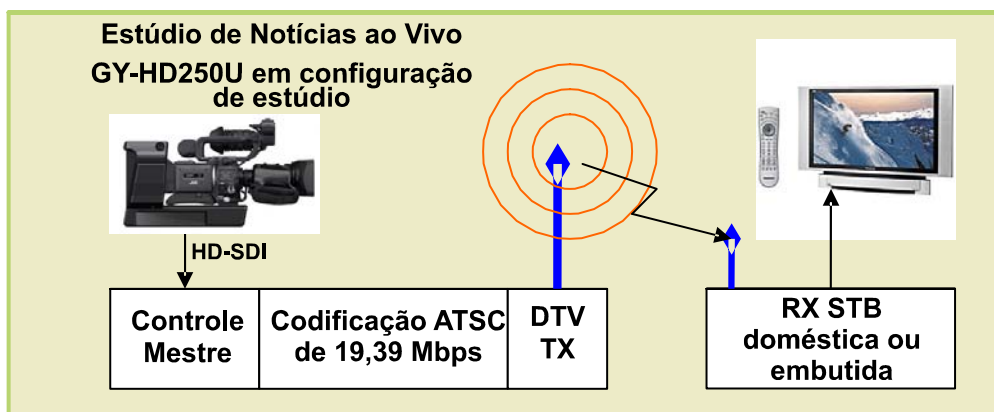 Estúdio de Notícias ao Vivo
GY-HD250U em configuração
de estúdio
HD-SDI
Controle
Mestre
Codificação ATSC
de 19,39 Mbps
DTV
TX
RX STB
doméstica ou
embutida